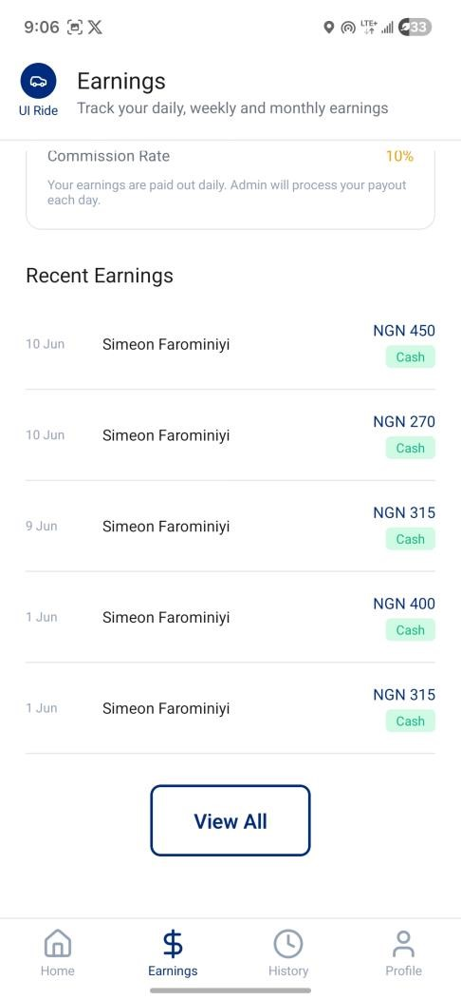 9:06
LTE+
33
UI Ride
Earnings
Track your daily, weekly and monthly earnings
Commission Rate
10%
Your earnings are paid out daily. Admin will process your payout
each day.
Recent Earnings
10 Jun
Simeon Farominiyi
NGN 450
Cash
10 Jun
Simeon Farominiyi
NGN 270
Cash
9 Jun
Simeon Farominiyi
NGN 315
Cash
1 Jun
Simeon Farominiyi
NGN 400
Cash
1 Jun
Simeon Farominiyi
NGN 315
Cash
View All
Home
Earnings
History
Profile